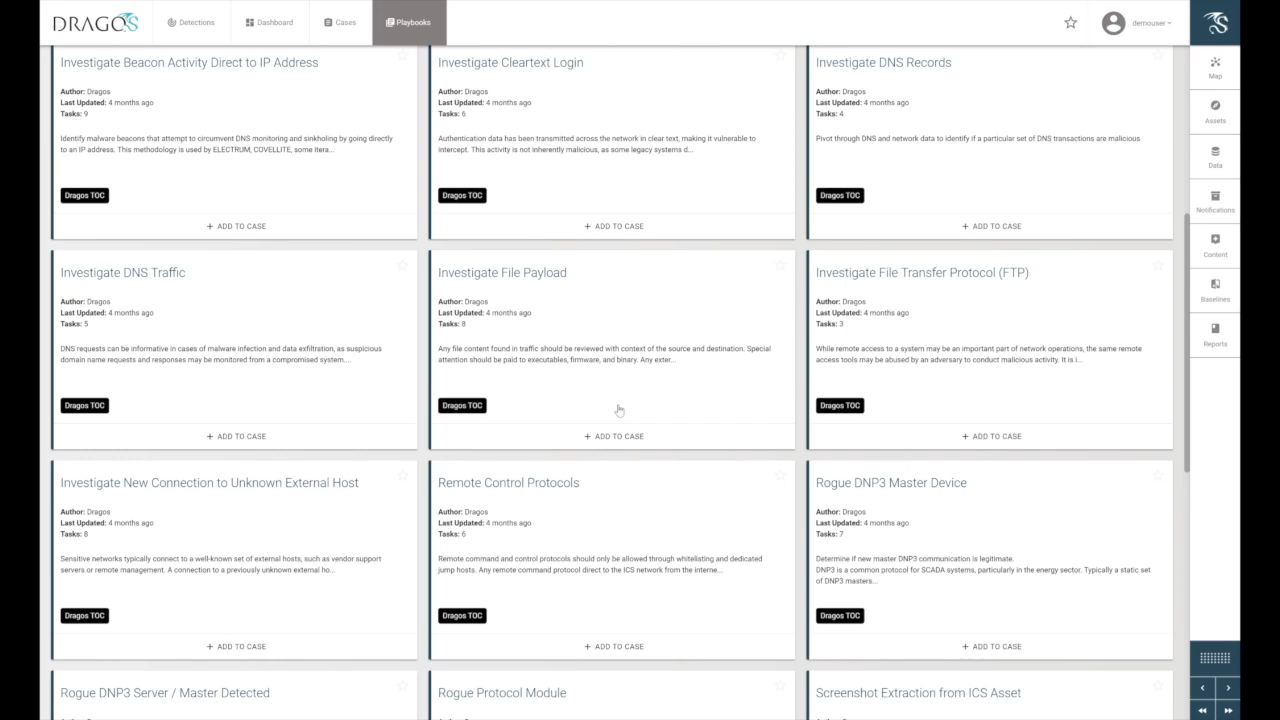 DRAGOS
Detections
Dashboard
Cases
Playbooks
demouser
Investigate Beacon Activity Direct to IP Address
Author: Dragos
Last Updated: 4 months ago
Tasks: 9
Identify malware beacons that attempt to circumvent DNS monitoring and sinkholing by going directly
to an IP address. This methodology is used by ELECTRUM, COVELLITE, some itera...
Dragos TOC
+ ADD TO CASE
Investigate Cleartext Login
Author: Dragos
Last Updated: 4 months ago
Tasks: 6
Authentication data has been transmitted across the network in clear text, making it vulnerable to
intercept. This activity is not inherently malicious, as some legacy systems d...
Dragos TOC
+ ADD TO CASE
Investigate DNS Records
Author: Dragos
Last Updated: 4 months ago
Tasks: 4
Pivot through DNS and network data to identify if a particular set of DNS transactions are malicious
Dragos TOC
+ ADD TO CASE
Investigate DNS Traffic
Author: Dragos
Last Updated: 4 months ago
Tasks: 5
DNS requests can be informative in cases of malware infection and data exfiltration, as suspicious
domain name requests and responses may be monitored from a compromised system....
Dragos TOC
+ ADD TO CASE
Investigate File Payload
Author: Dragos
Last Updated: 4 months ago
Tasks: 8
Any file content found in traffic should be reviewed with context of the source and destination. Special
attention should be paid to executables, firmware, and binary. Any exter...
Dragos TOC
+ ADD TO CASE
Investigate File Transfer Protocol (FTP)
Author: Dragos
Last Updated: 4 months ago
Tasks: 3
While remote access to a system may be an important part of network operations, the same remote
access tools may be abused by an adversary to conduct malicious activity. It is i...
Dragos TOC
+ ADD TO CASE
Investigate New Connection to Unknown External Host
Author: Dragos
Last Updated: 4 months ago
Tasks: 8
Sensitive networks typically connect to a well-known set of external hosts, such as vendor support
servers or remote management. A connection to a previously unknown external ho...
Dragos TOC
+ ADD TO CASE
Remote Control Protocols
Author: Dragos
Last Updated: 4 months ago
Tasks: 6
Remote command and control protocols should only be allowed through whitelisting and dedicated
jump hosts. Any remote command protocol direct to the ICS network from the interne...
Dragos TOC
+ ADD TO CASE
Rogue DNP3 Master Device
Author: Dragos
Last Updated: 4 months ago
Tasks: 7
Determine if new master DNP3 communication is legitimate.
DNP3 is a common protocol for SCADA systems, particularly in the energy sector. Typically a static set
of DNP3 masters...
Dragos TOC
+ ADD TO CASE
Rogue DNP3 Server / Master Detected
Rogue Protocol Module
Screenshot Extraction from ICS Asset
Map
Assets
Data
Notifications
Content
Baselines
Reports